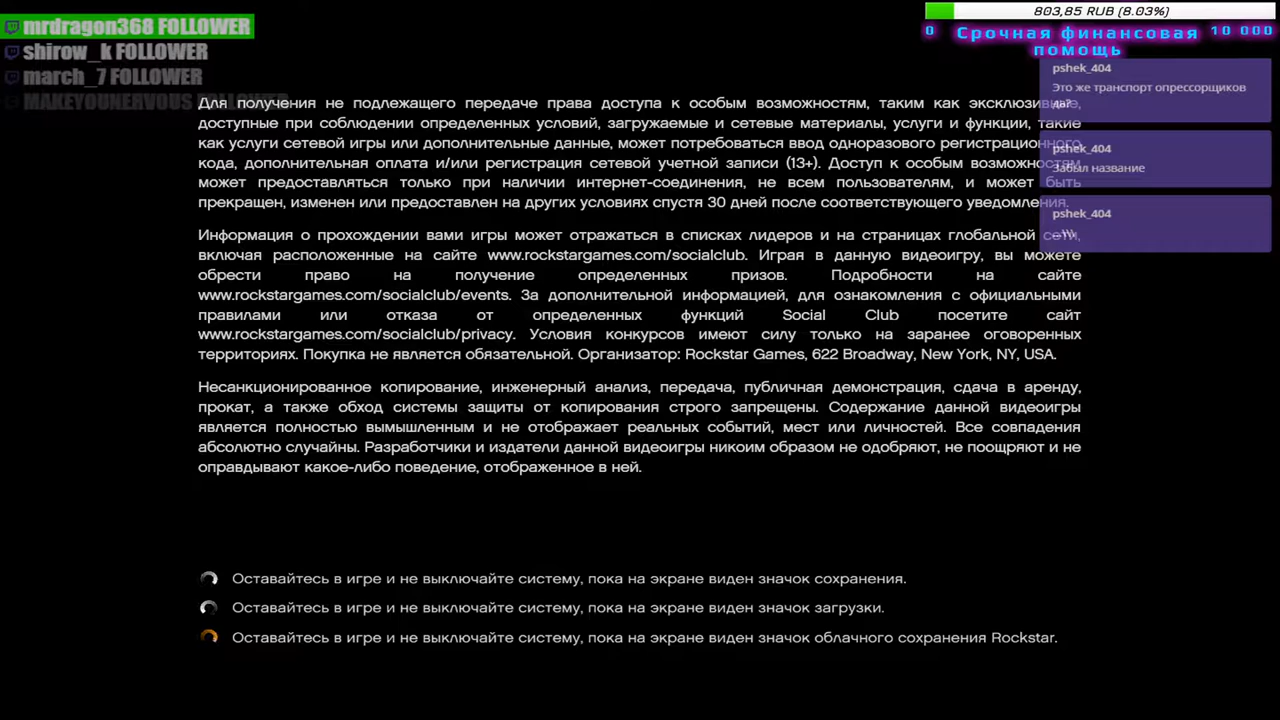 mrdragon368 FOLLOWER
shirow_k FOLLOWER
march_7 FOLLOWER
MAKEYOUNERVOUS FOLLOWER
803,85 RUB (8.03%)
0 Срочная финансовая помощь 10 000
pshek_404
Это же транспорт опрессорщиков
да?
pshek_404
Забыл название
pshek_404
Для получения не подлежащего передаче права доступа к особым возможностям, таким как эксклюзивные,
доступные при соблюдении определенных условий, загружаемые и сетевые материалы, услуги и функции, такие
как услуги сетевой игры или дополнительные данные, может потребоваться ввод одноразового регистрационного
кода, дополнительная оплата и/или регистрация сетевой учетной записи (13+). Доступ к особым возможностям
может предоставляться только при наличии интернет-соединения, не всем пользователям, и может быть
прекращен, изменен или предоставлен на других условиях спустя 30 дней после соответствующего уведомления.
Информация о прохождении вами игры может отражаться в списках лидеров и на страницах глобальной сети,
включая расположенные на сайте www.rockstargames.com/socialclub. Играя в данную видеоигру, вы можете
обрести право на получение определенных призов. Подробности на сайте
www.rockstargames.com/socialclub/events. За дополнительной информацией, для ознакомления с официальными
правилами или отказа от определенных функций Social Club посетите сайт
www.rockstargames.com/socialclub/privacy. Условия конкурсов имеют силу только на заранее оговоренных
территориях. Покупка не является обязательной. Организатор: Rockstar Games, 622 Broadway, New York, NY, USA.
Несанкционированное копирование, инженерный анализ, передача, публичная демонстрация, сдача в аренду,
прокат, а также обход системы защиты от копирования строго запрещены. Содержание данной видеоигры
является полностью вымышленным и не отображает реальных событий, мест или личностей. Все совпадения
абсолютно случайны. Разработчики и издатели данной видеоигры никоим образом не одобряют, не поощряют и не
оправдывают какое-либо поведение, отображенное в ней.
Оставайтесь в игре и не выключайте систему, пока на экране виден значок сохранения.
Оставайтесь в игре и не выключайте систему, пока на экране виден значок загрузки.
Оставайтесь в игре и не выключайте систему, пока на экране виден значок облачного сохранения Rockstar.